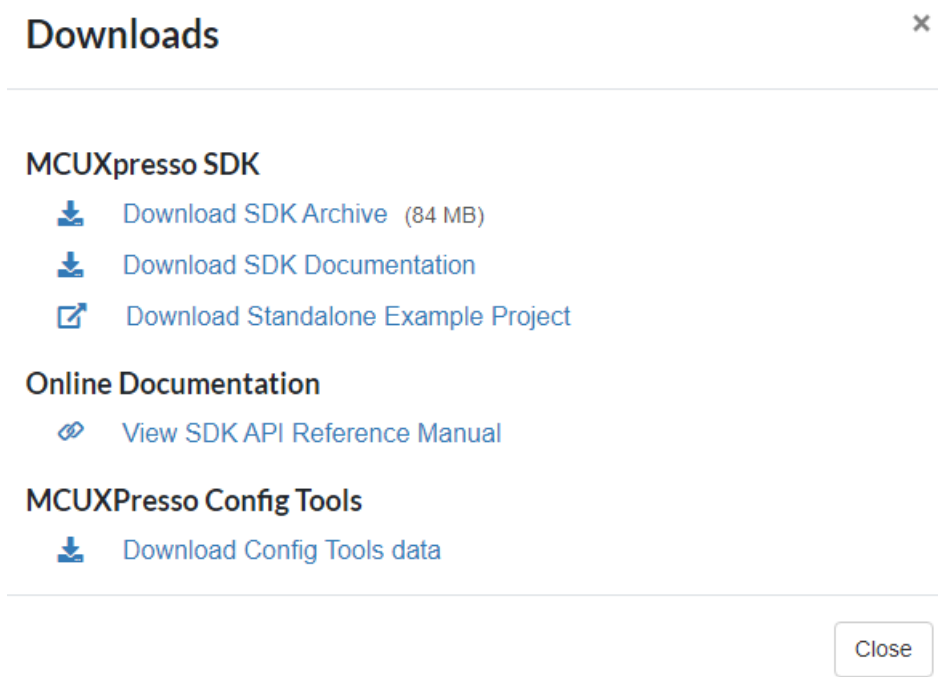 Downloads
×
MCUXpresso SDK
Download SDK Archive (84 MB)
Download SDK Documentation
Download Standalone Example Project
Online Documentation
View SDK API Reference Manual
MCUXPresso Config Tools
Download Config Tools data
Close